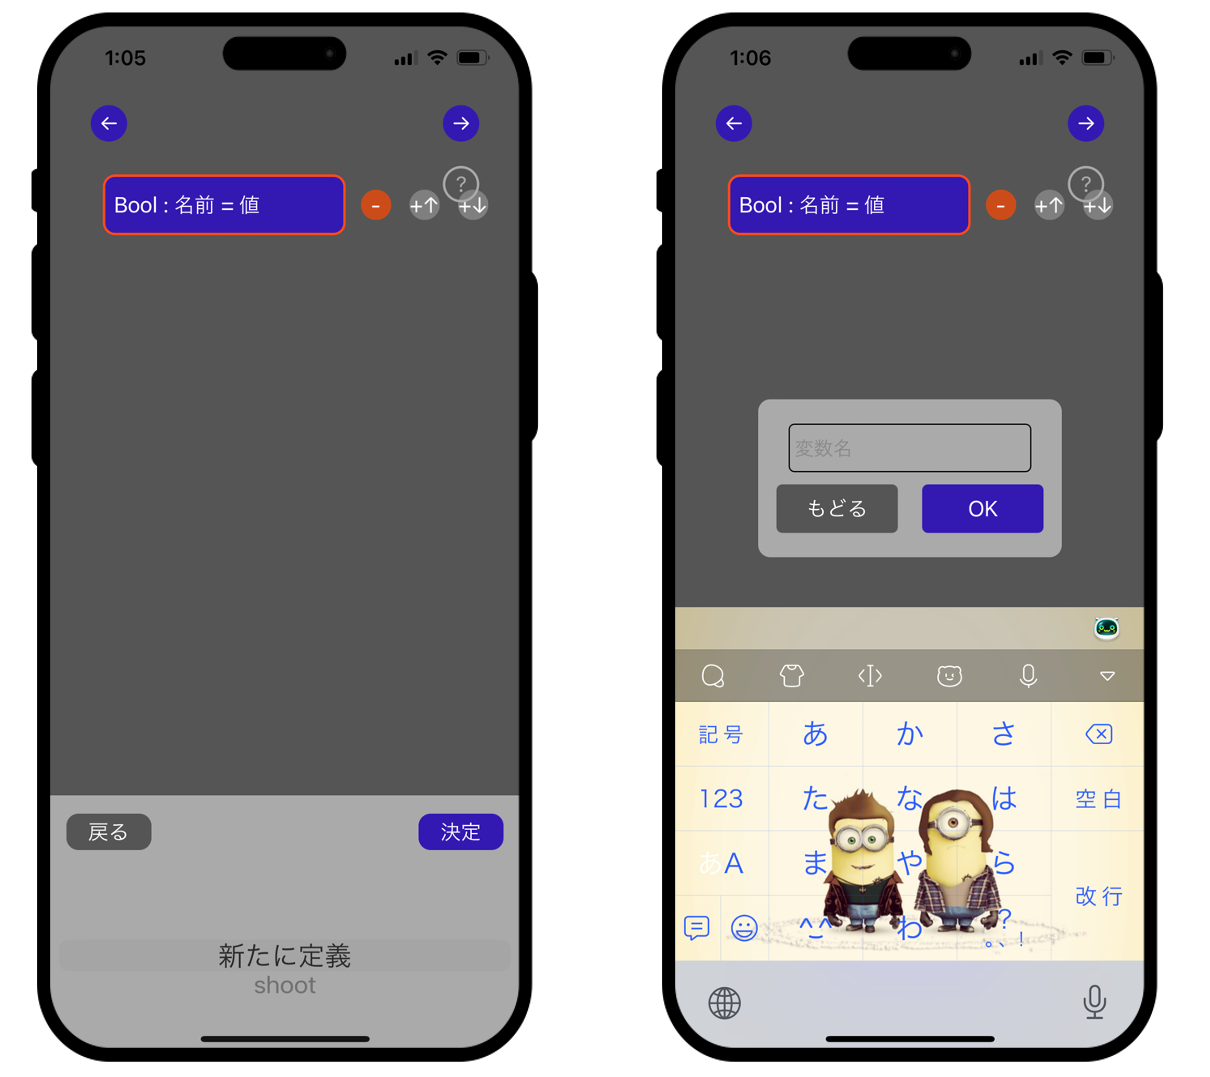 1:05
←
→
?
Bool : 名前 = 値
-
+↑
+↓
戻る
決定
新たに定義
shoot
1:06
←
→
?
Bool : 名前 = 値
-
+↑
+↓
変数名
もどる
OK
記号
あ
か
さ
123
た
な
は
空白
あA
ま
や
ら
改行
^_^
わ
。、?!